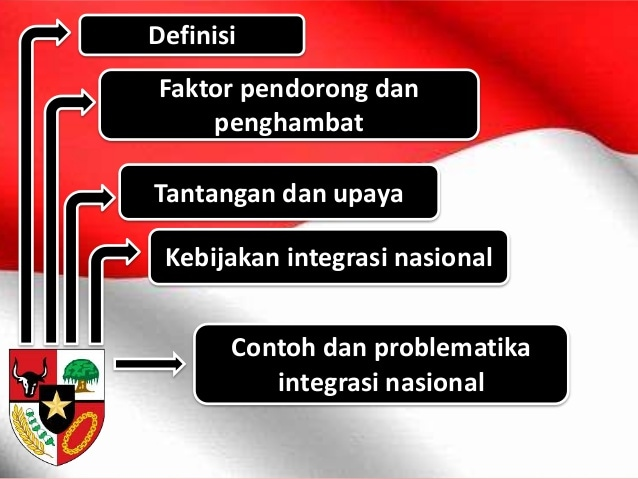 Definisi
Faktor pendorong dan
penghambat
Tantangan dan upaya
Kebijakan integrasi nasional
Contoh dan problematika
integrasi nasional